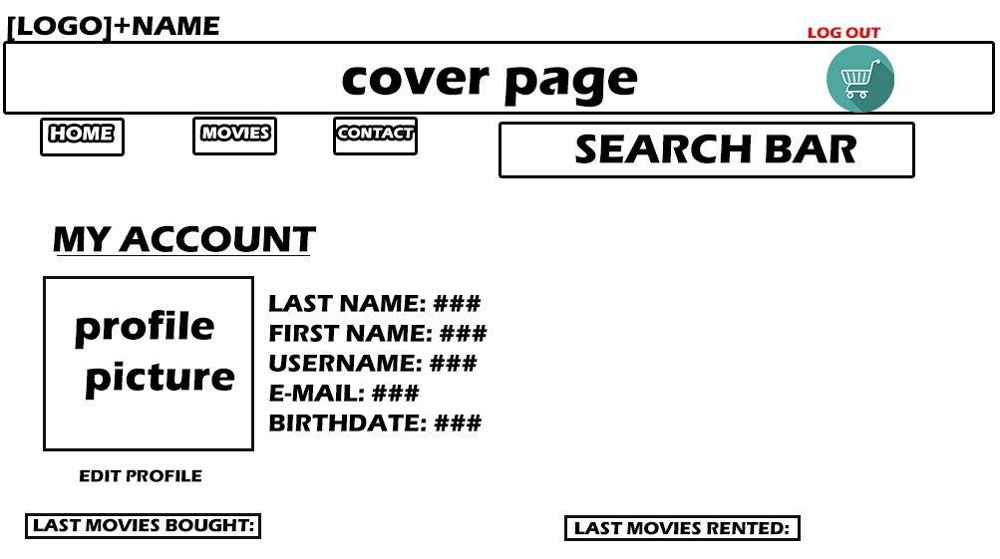 [LOGO]+NAME
LOG OUT
cover page
HOME
MOVIES
CONTACT
SEARCH BAR
MY ACCOUNT
profile
picture
LAST NAME: ###
FIRST NAME: ###
USERNAME: ###
E-MAIL: ###
BIRTHDATE: ###
EDIT PROFILE
LAST MOVIES BOUGHT:
LAST MOVIES RENTED: